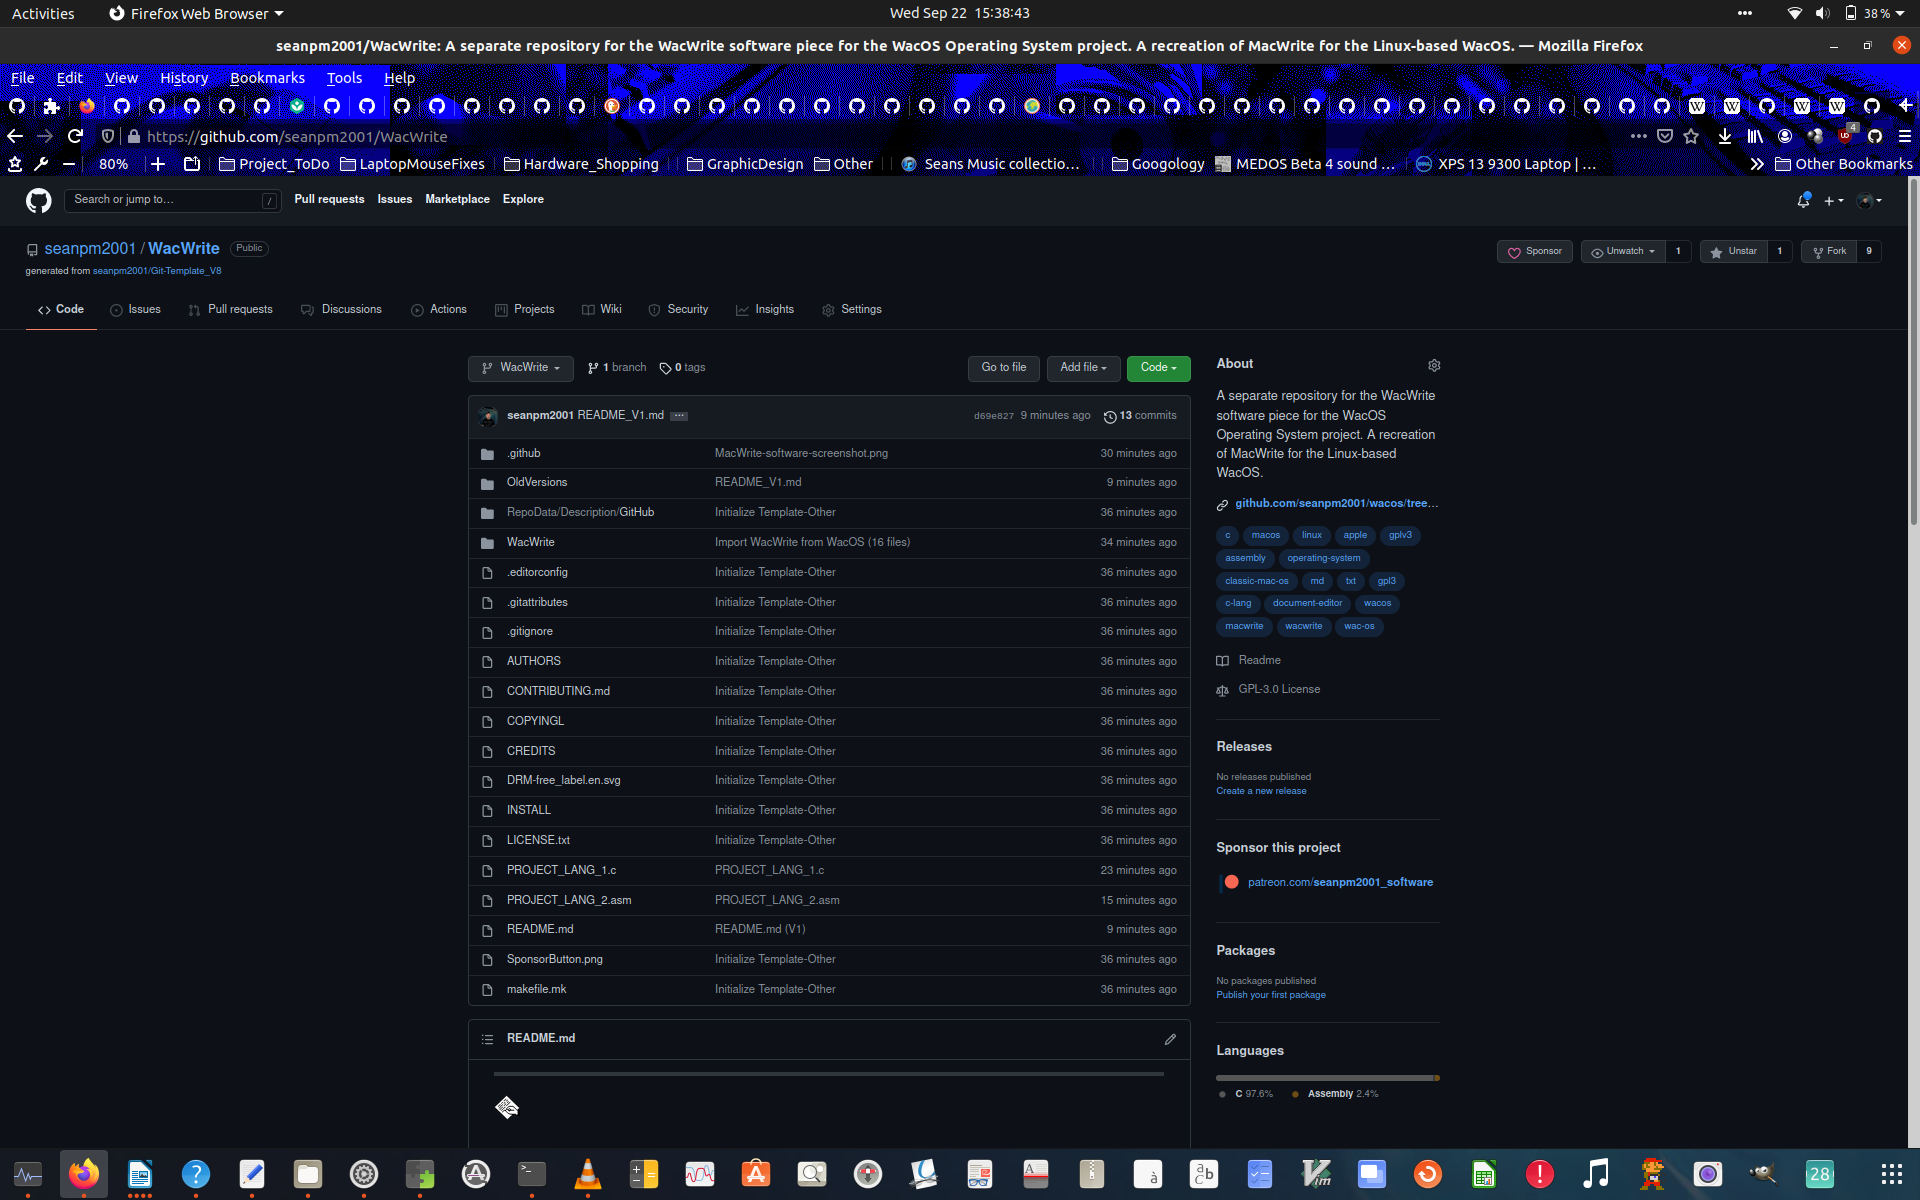 Activities Firefox Web Browser Wed Sep 22 15:38:43 38 %
seanpm2001/WacWrite: A separate repository for the WacWrite software piece for the WacOS Operating System project. A recreation of MacWrite for the Linux-based WacOS. — Mozilla Firefox
File Edit View History Bookmarks Tools Help
https://github.com/seanpm2001/WacWrite 4
80% Project_ToDo LaptopMouseFixes Hardware_Shopping GraphicDesign Other Seans Music collectio… Googology MEDOS Beta 4 sound … XPS 13 9300 Laptop | … Other Bookmarks
Search or jump to… / Pull requests Issues Marketplace Explore
seanpm2001 / WacWrite Public Sponsor Unwatch 1 Unstar 1 Fork 9
generated from seanpm2001/Git-Template_V8
Code Issues Pull requests Discussions Actions Projects Wiki Security Insights Settings
WacWrite 1 branch 0 tags Go to file Add file Code
seanpm2001 README_V1.md ... d69e827 9 minutes ago 13 commits
.github MacWrite-software-screenshot.png 30 minutes ago
OldVersions README_V1.md 9 minutes ago
RepoData/Description/GitHub Initialize Template-Other 36 minutes ago
WacWrite Import WacWrite from WacOS (16 files) 34 minutes ago
.editorconfig Initialize Template-Other 36 minutes ago
.gitattributes Initialize Template-Other 36 minutes ago
.gitignore Initialize Template-Other 36 minutes ago
AUTHORS Initialize Template-Other 36 minutes ago
CONTRIBUTING.md Initialize Template-Other 36 minutes ago
COPYINGL Initialize Template-Other 36 minutes ago
CREDITS Initialize Template-Other 36 minutes ago
DRM-free_label.en.svg Initialize Template-Other 36 minutes ago
INSTALL Initialize Template-Other 36 minutes ago
LICENSE.txt Initialize Template-Other 36 minutes ago
PROJECT_LANG_1.c PROJECT_LANG_1.c 23 minutes ago
PROJECT_LANG_2.asm PROJECT_LANG_2.asm 15 minutes ago
README.md README.md (V1) 9 minutes ago
SponsorButton.png Initialize Template-Other 36 minutes ago
makefile.mk Initialize Template-Other 36 minutes ago
README.md
About
A separate repository for the WacWrite
software piece for the WacOS
Operating System project. A recreation
of MacWrite for the Linux-based
WacOS.
github.com/seanpm2001/wacos/tree…
c macos linux apple gplv3
assembly operating-system
classic-mac-os md txt gpl3
c-lang document-editor wacos
macwrite wacwrite wac-os
Readme
GPL-3.0 License
Releases
No releases published
Create a new release
Sponsor this project
patreon.com/seanpm2001_software
Packages
No packages published
Publish your first package
Languages
C 97.6% Assembly 2.4%
28